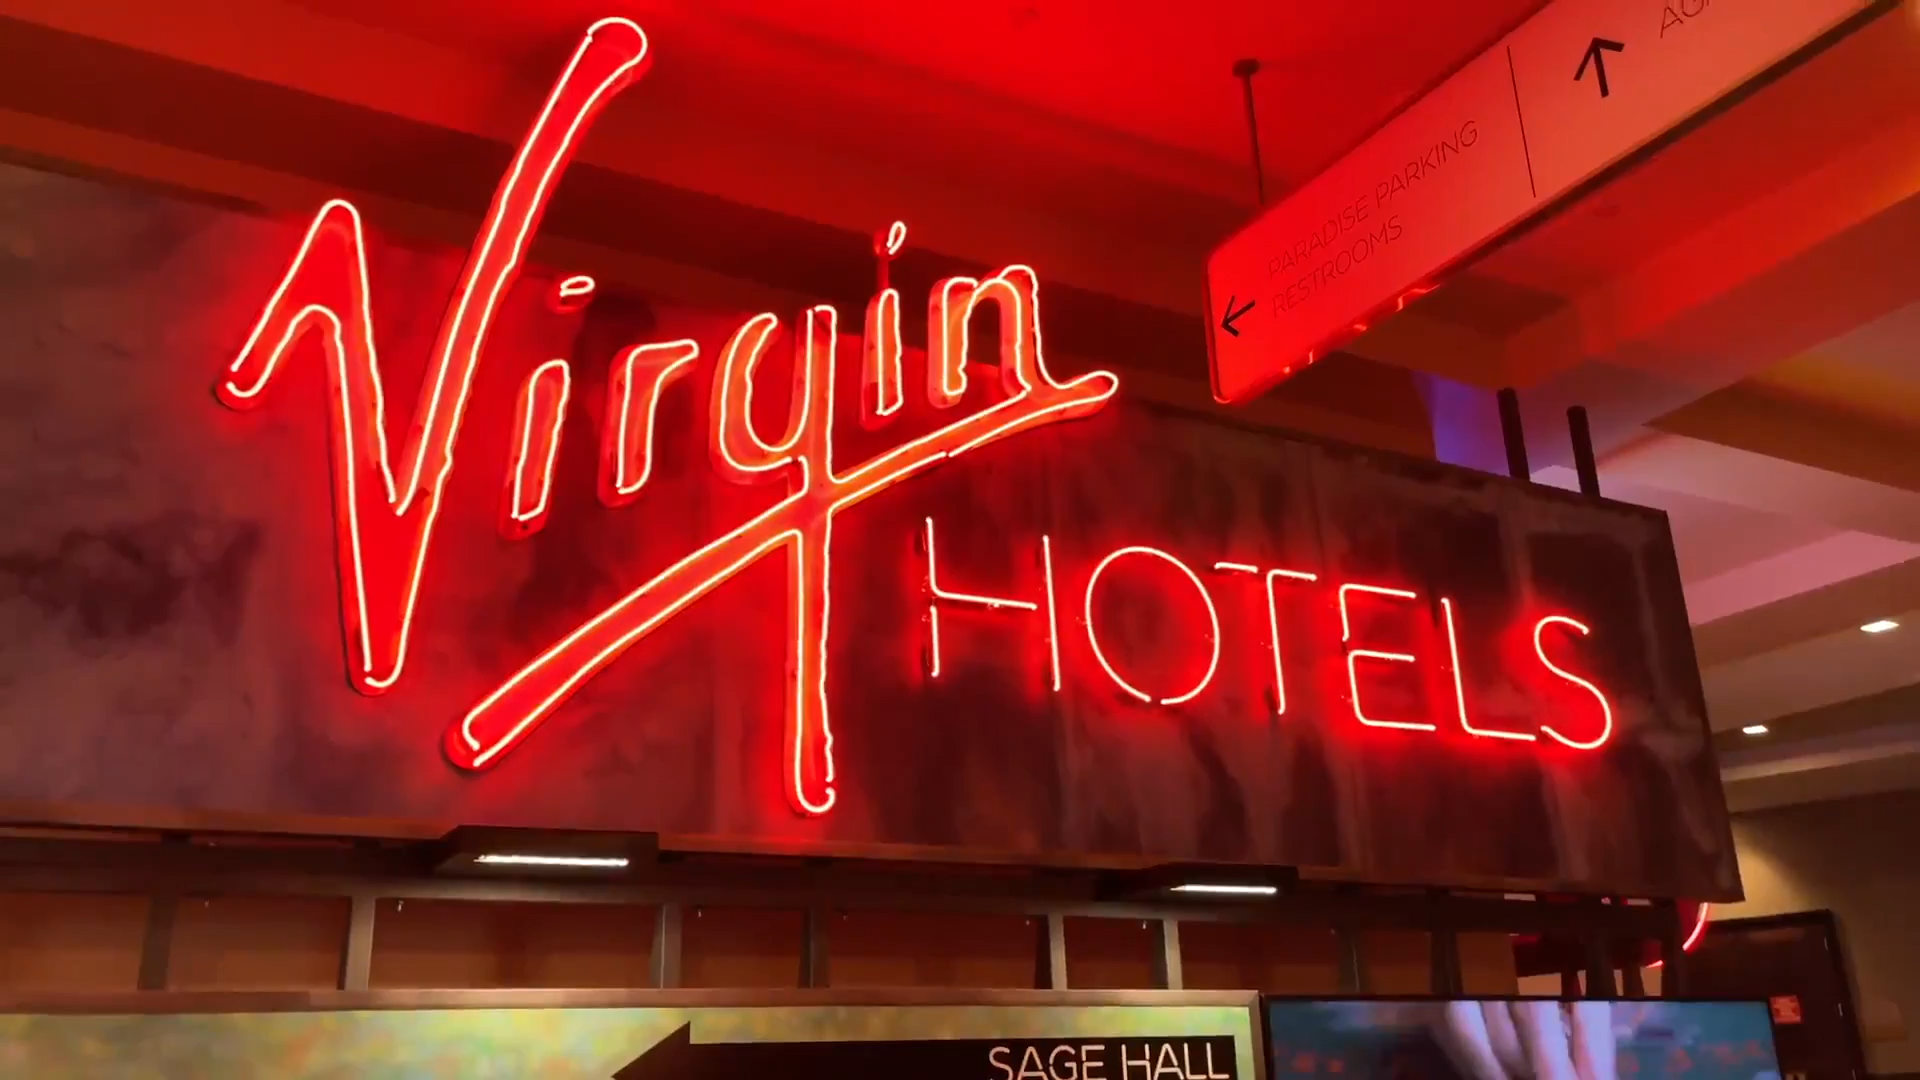 Virgin
HOTELS
PARADISE PARKING
RESTROOMS
SAGE HALL